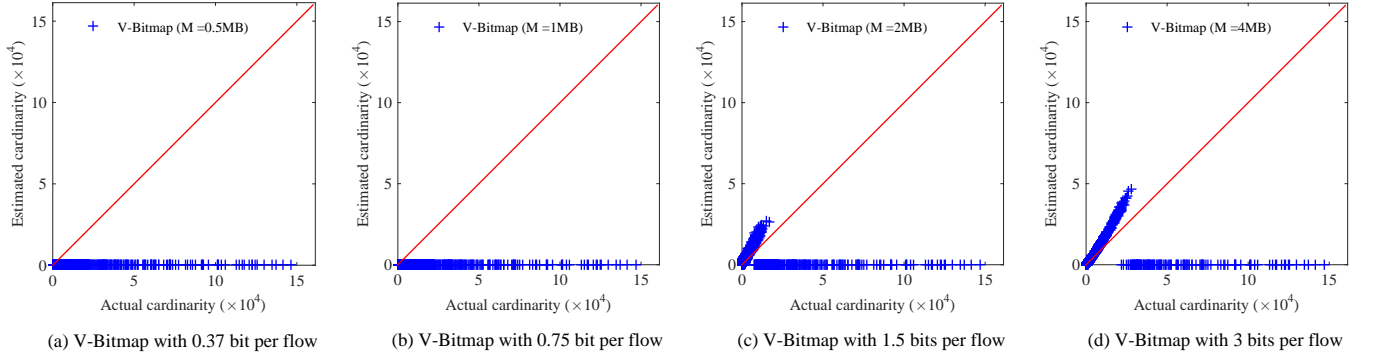 V-Bitmap (M =0.5MB)
15
10
5
0
Estimated cardinarity (×10⁴)
0
5
10
15
Actual cardinarity (×10⁴)
(a) V-Bitmap with 0.37 bit per flow
V-Bitmap (M =1MB)
15
10
5
0
Estimated cardinarity (×10⁴)
0
5
10
15
Actual cardinarity (×10⁴)
(b) V-Bitmap with 0.75 bit per flow
V-Bitmap (M =2MB)
15
10
5
0
Estimated cardinarity (×10⁴)
0
5
10
15
Actual cardinarity (×10⁴)
(c) V-Bitmap with 1.5 bits per flow
V-Bitmap (M =4MB)
15
10
5
0
Estimated cardinarity (×10⁴)
0
5
10
15
Actual cardinarity (×10⁴)
(d) V-Bitmap with 3 bits per flow